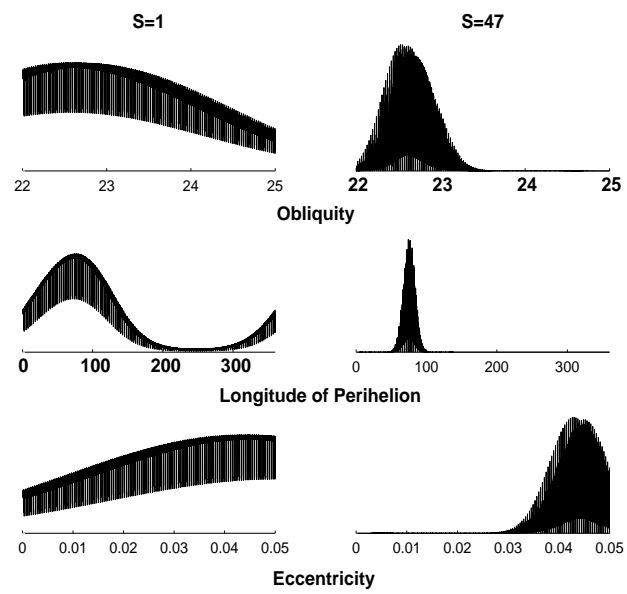 S=1 S=47
22 23 24 25 22 23 24 25
Obliquity
0 100 200 300 0 100 200 300
Longitude of Perihelion
0 0.01 0.02 0.03 0.04 0.05 0 0.01 0.02 0.03 0.04 0.05
Eccentricity